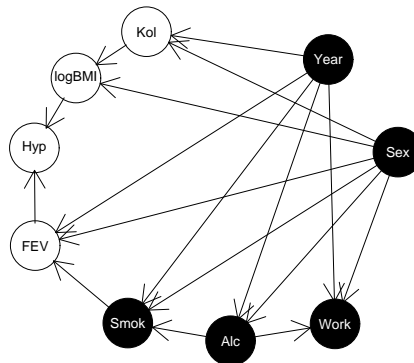 Kol
Year
logBMI
Hyp
Sex
FEV
Smok
Alc
Work